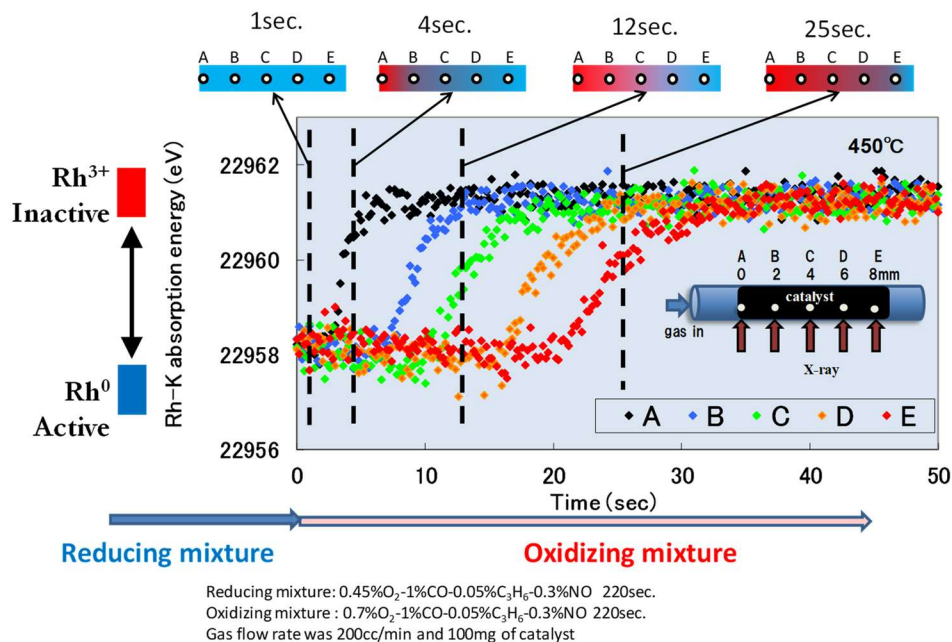 1sec.
4sec.
12sec.
25sec.
A B C D E
A B C D E
A B C D E
A B C D E
Rh³⁺
Inactive
Rh⁰
Active
Rh-K absorption energy (eV)
22962
22960
22958
22956
450℃
A B C D E
0 2 4 6 8mm
catalyst
gas in
X-ray
A B C D E
0 10 20 30 40 50
Time (sec)
Reducing mixture
Oxidizing mixture
Reducing mixture: 0.45%O₂-1%CO-0.05%C₃H₆-0.3%NO 220sec.
Oxidizing mixture : 0.7%O₂-1%CO-0.05%C₃H₆-0.3%NO 220sec.
Gas flow rate was 200cc/min and 100mg of catalyst